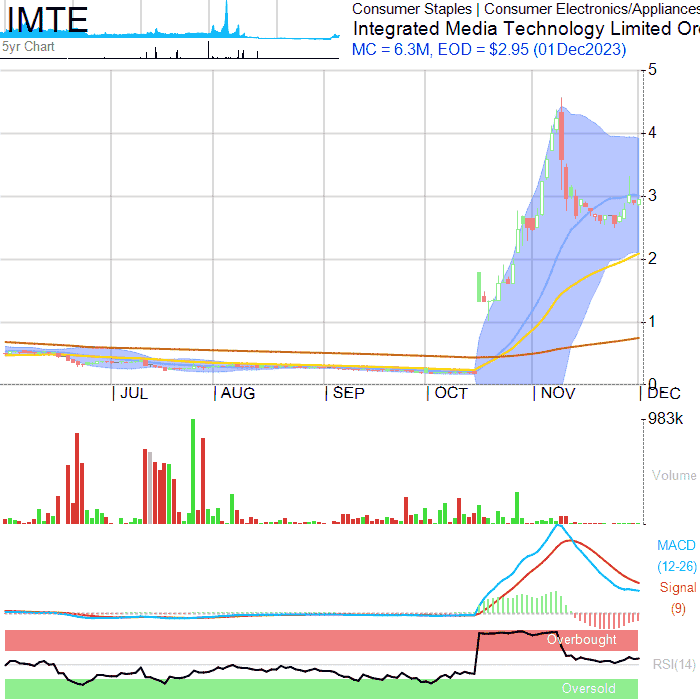 IMTE
5yr Chart
Consumer Staples | Consumer Electronics/Appliances
Integrated Media Technology Limited Or
MC = 6.3M, EOD = $2.95 (01Dec2023)
5
4
3
2
1
0
JUL AUG SEP OCT NOV DEC
983k
Volume
MACD
(12-26)
Signal
(9)
Overbought
RSI(14)
Oversold